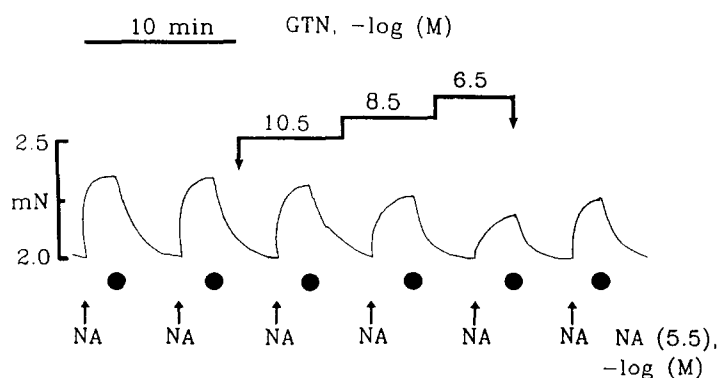 10 min GTN, -log (M)
6.5
8.5
10.5
2.5
mN
2.0
NA NA NA NA NA NA NA (5.5),
-log (M)